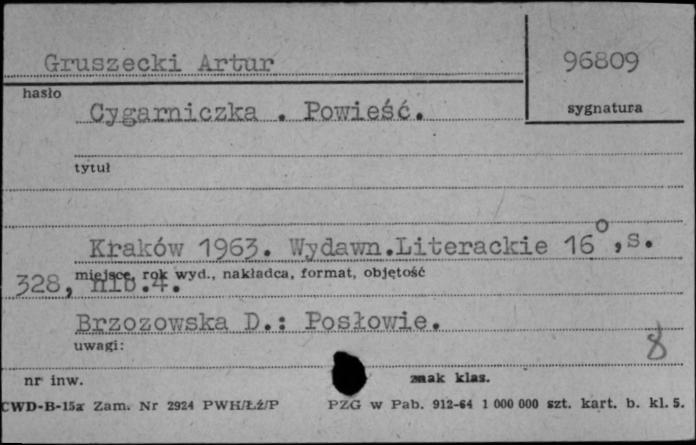 Gruszecki Artur
96809
hasło
sygnatura
Cygarniczka . Powieść.
tytuł
Kraków 1963. Wydawn.Literackie 16°,s.
miejsce, rok wyd., nakładca, format, objętość
328, nlb.4.
Brzozowska D.: Posłowie.
uwagi:
8
nr inw.
znak klas.
CWD-B-15a Zam. Nr 2924 PWH/Łż/P
PZG w Pab. 912-64 1 000 000 szt. kart. b. kl. 5.